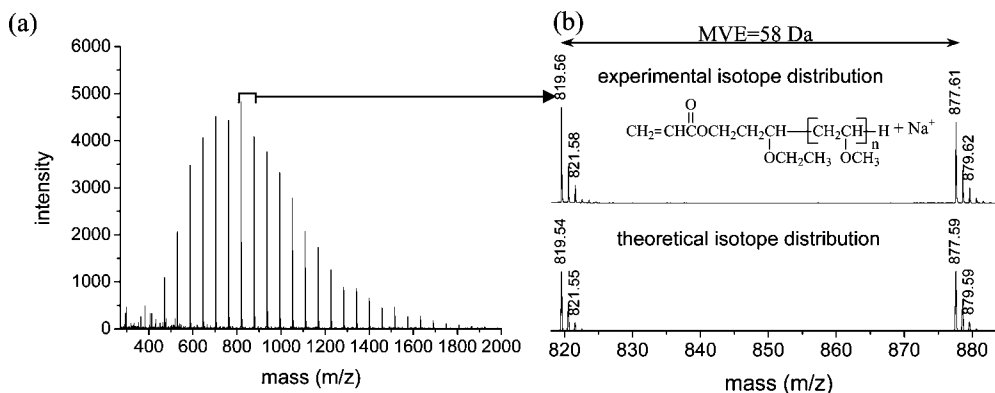 (a)
6000
5000
4000
3000
2000
1000
0
intensity
400 600 800 1000 1200 1400 1600 1800 2000
mass (m/z)
(b)
MVE=58 Da
819.56
821.58
877.61
879.62
experimental isotope distribution
O
CH2=CHCOCH2CH2CH—[CH2CH]n—H + Na+
OCH2CH3 OCH3
theoretical isotope distribution
819.54
821.55
877.59
879.59
820 830 840 850 860 870 880
mass (m/z)